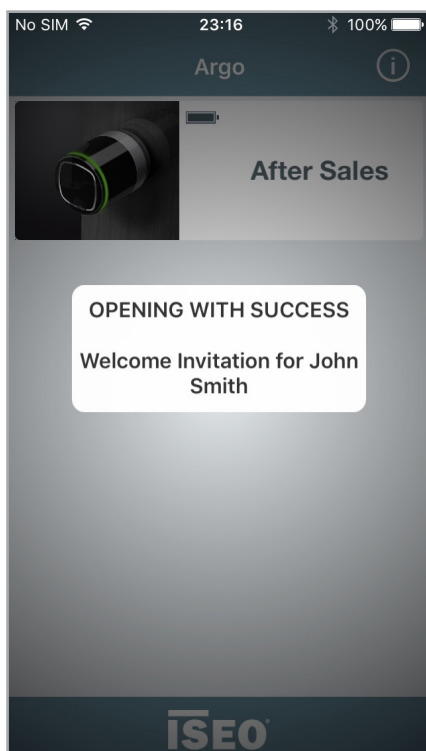 No SIM 23:16 100%
Argo
After Sales
OPENING WITH SUCCESS
Welcome Invitation for John
Smith
ISEO